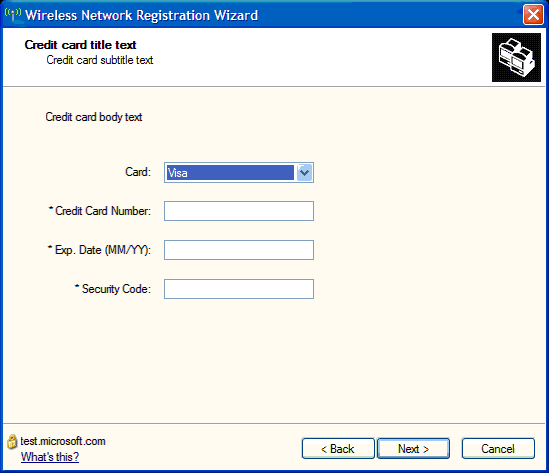 Wireless Network Registration Wizard
Credit card title text
Credit card subtitle text
Credit card body text
Card: Visa
* Credit Card Number:
* Exp. Date (MM/YY):
* Security Code:
test.microsoft.com
What's this?
< Back Next > Cancel